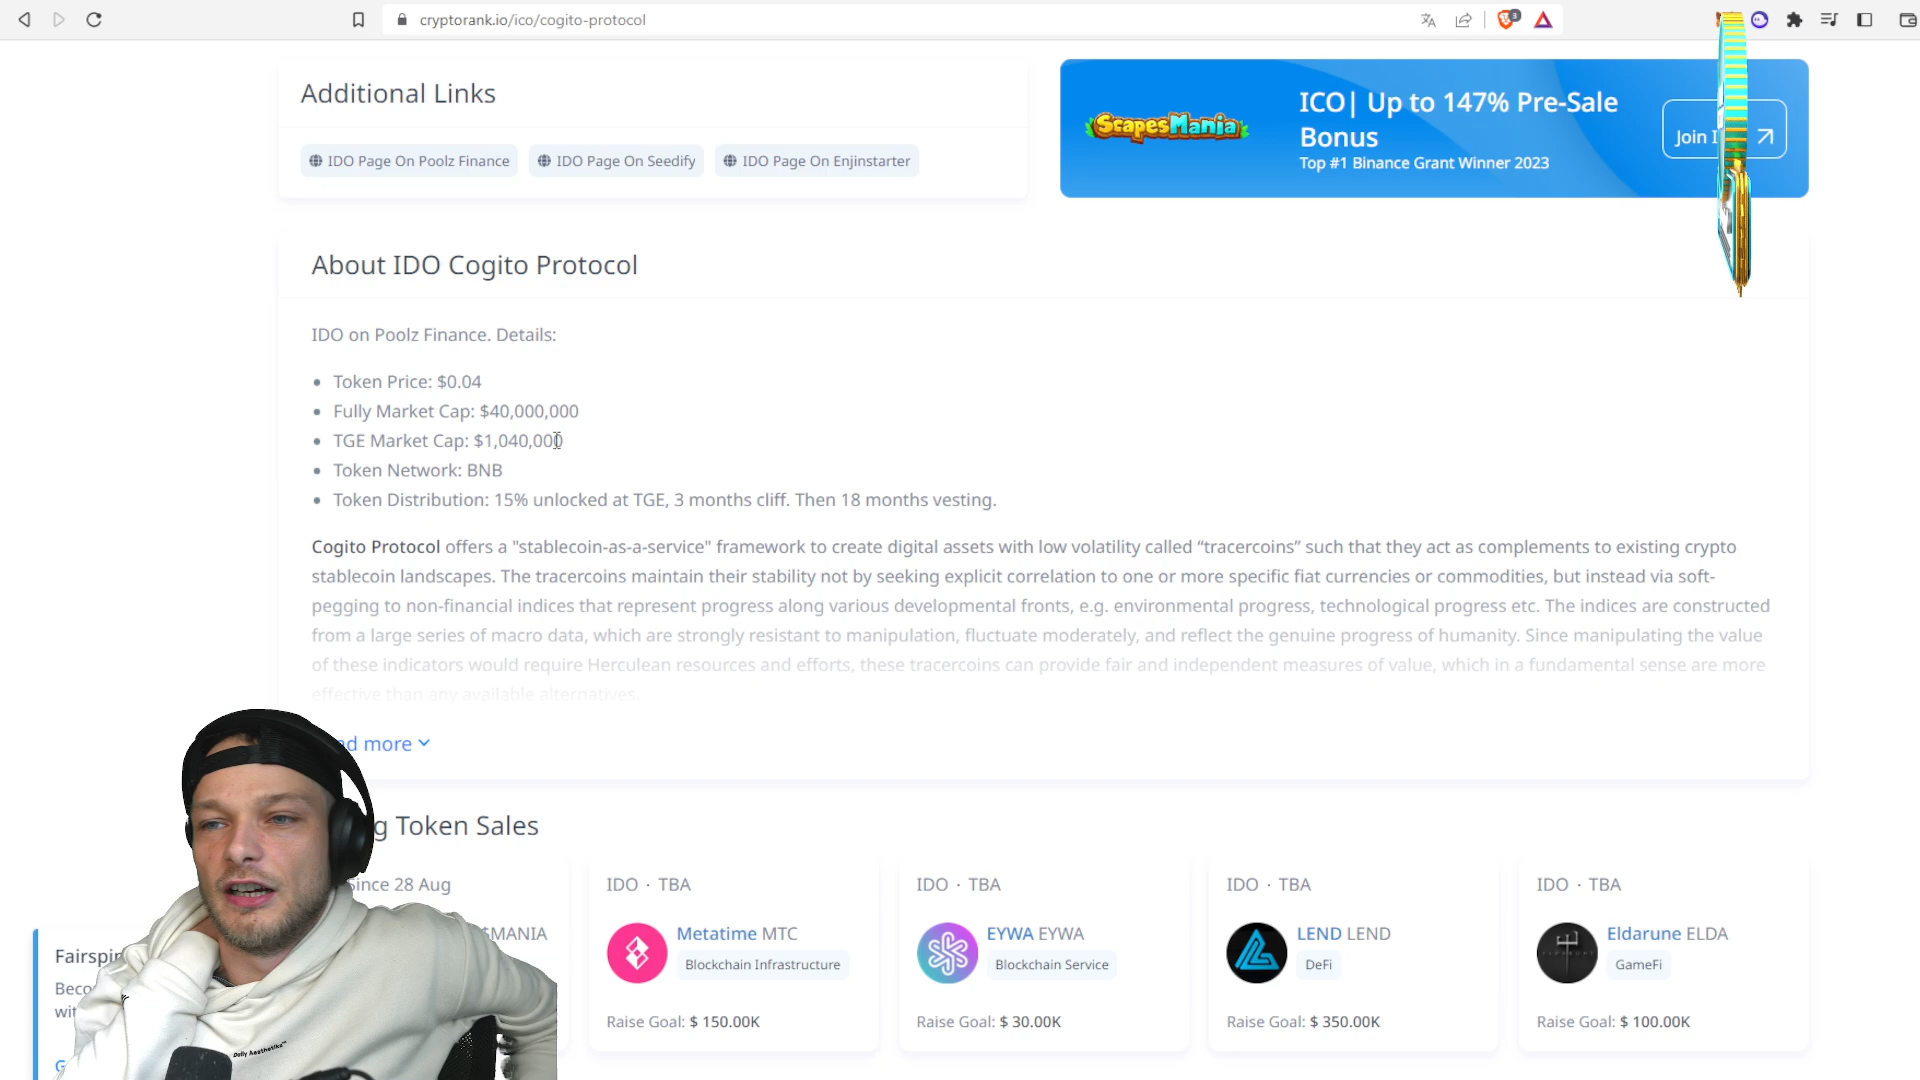 cryptorank.io/ico/cogito-protocol
3
Additional Links
IDO Page On Poolz Finance
IDO Page On Seedify
IDO Page On Enjinstarter
ScapesMania
ICO| Up to 147% Pre-Sale
Bonus
Top #1 Binance Grant Winner 2023
Join
About IDO Cogito Protocol
IDO on Poolz Finance. Details:
Token Price: $0.04
Fully Market Cap: $40,000,000
TGE Market Cap: $1,040,000
Token Network: BNB
Token Distribution: 15% unlocked at TGE, 3 months cliff. Then 18 months vesting.
Cogito Protocol offers a "stablecoin-as-a-service" framework to create digital assets with low volatility called “tracercoins” such that they act as complements to existing crypto
stablecoin landscapes. The tracercoins maintain their stability not by seeking explicit correlation to one or more specific fiat currencies or commodities, but instead via soft-
pegging to non-financial indices that represent progress along various developmental fronts, e.g. environmental progress, technological progress etc. The indices are constructed
from a large series of macro data, which are strongly resistant to manipulation, fluctuate moderately, and reflect the genuine progress of humanity. Since manipulating the value
of these indicators would require Herculean resources and efforts, these tracercoins can provide fair and independent measures of value, which in a fundamental sense are more
effective than any available alternatives.
more
Token Sales
Since 28 Aug
$MANIA
IDO · TBA
Metatime MTC
Blockchain Infrastructure
Raise Goal: $ 150.00K
IDO · TBA
EYWA EYWA
Blockchain Service
Raise Goal: $ 30.00K
IDO · TBA
LEND LEND
DeFi
Raise Goal: $ 350.00K
IDO · TBA
Eldarune ELDA
GameFi
Raise Goal: $ 100.00K
Daily Aesthetikz™